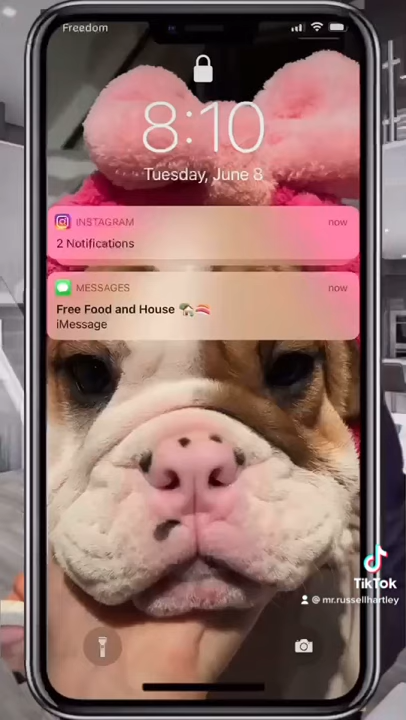 Freedom
8:10
Tuesday, June 8
INSTAGRAM now
2 Notifications
MESSAGES now
Free Food and House 🏡🥓
iMessage
TikTok
@ mr.russellhartley